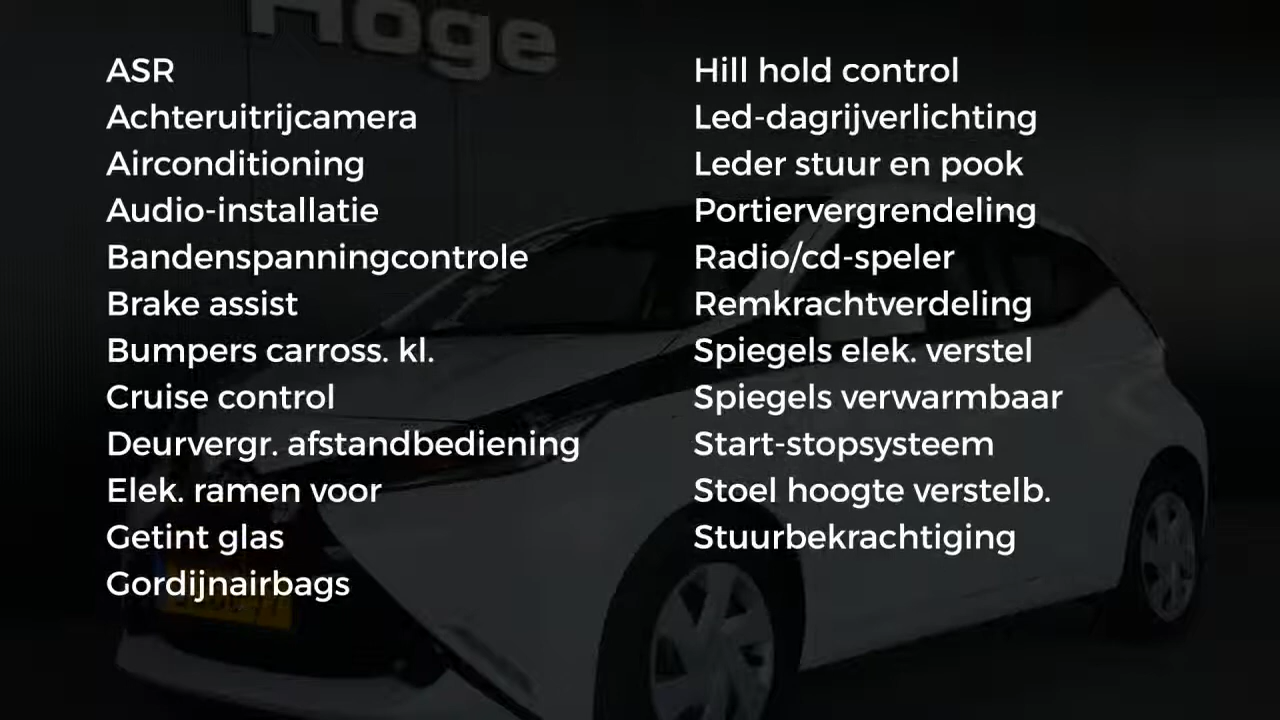 Hoge
ASR
Achteruitrijcamera
Airconditioning
Audio-installatie
Bandenspanningcontrole
Brake assist
Bumpers carross. kl.
Cruise control
Deurvergr. afstandbediening
Elek. ramen voor
Getint glas
Gordijnairbags
Hill hold control
Led-dagrijverlichting
Leder stuur en pook
Portiervergrendeling
Radio/cd-speler
Remkrachtverdeling
Spiegels elek. verstel
Spiegels verwarmbaar
Start-stopsysteem
Stoel hoogte verstelb.
Stuurbekrachtiging